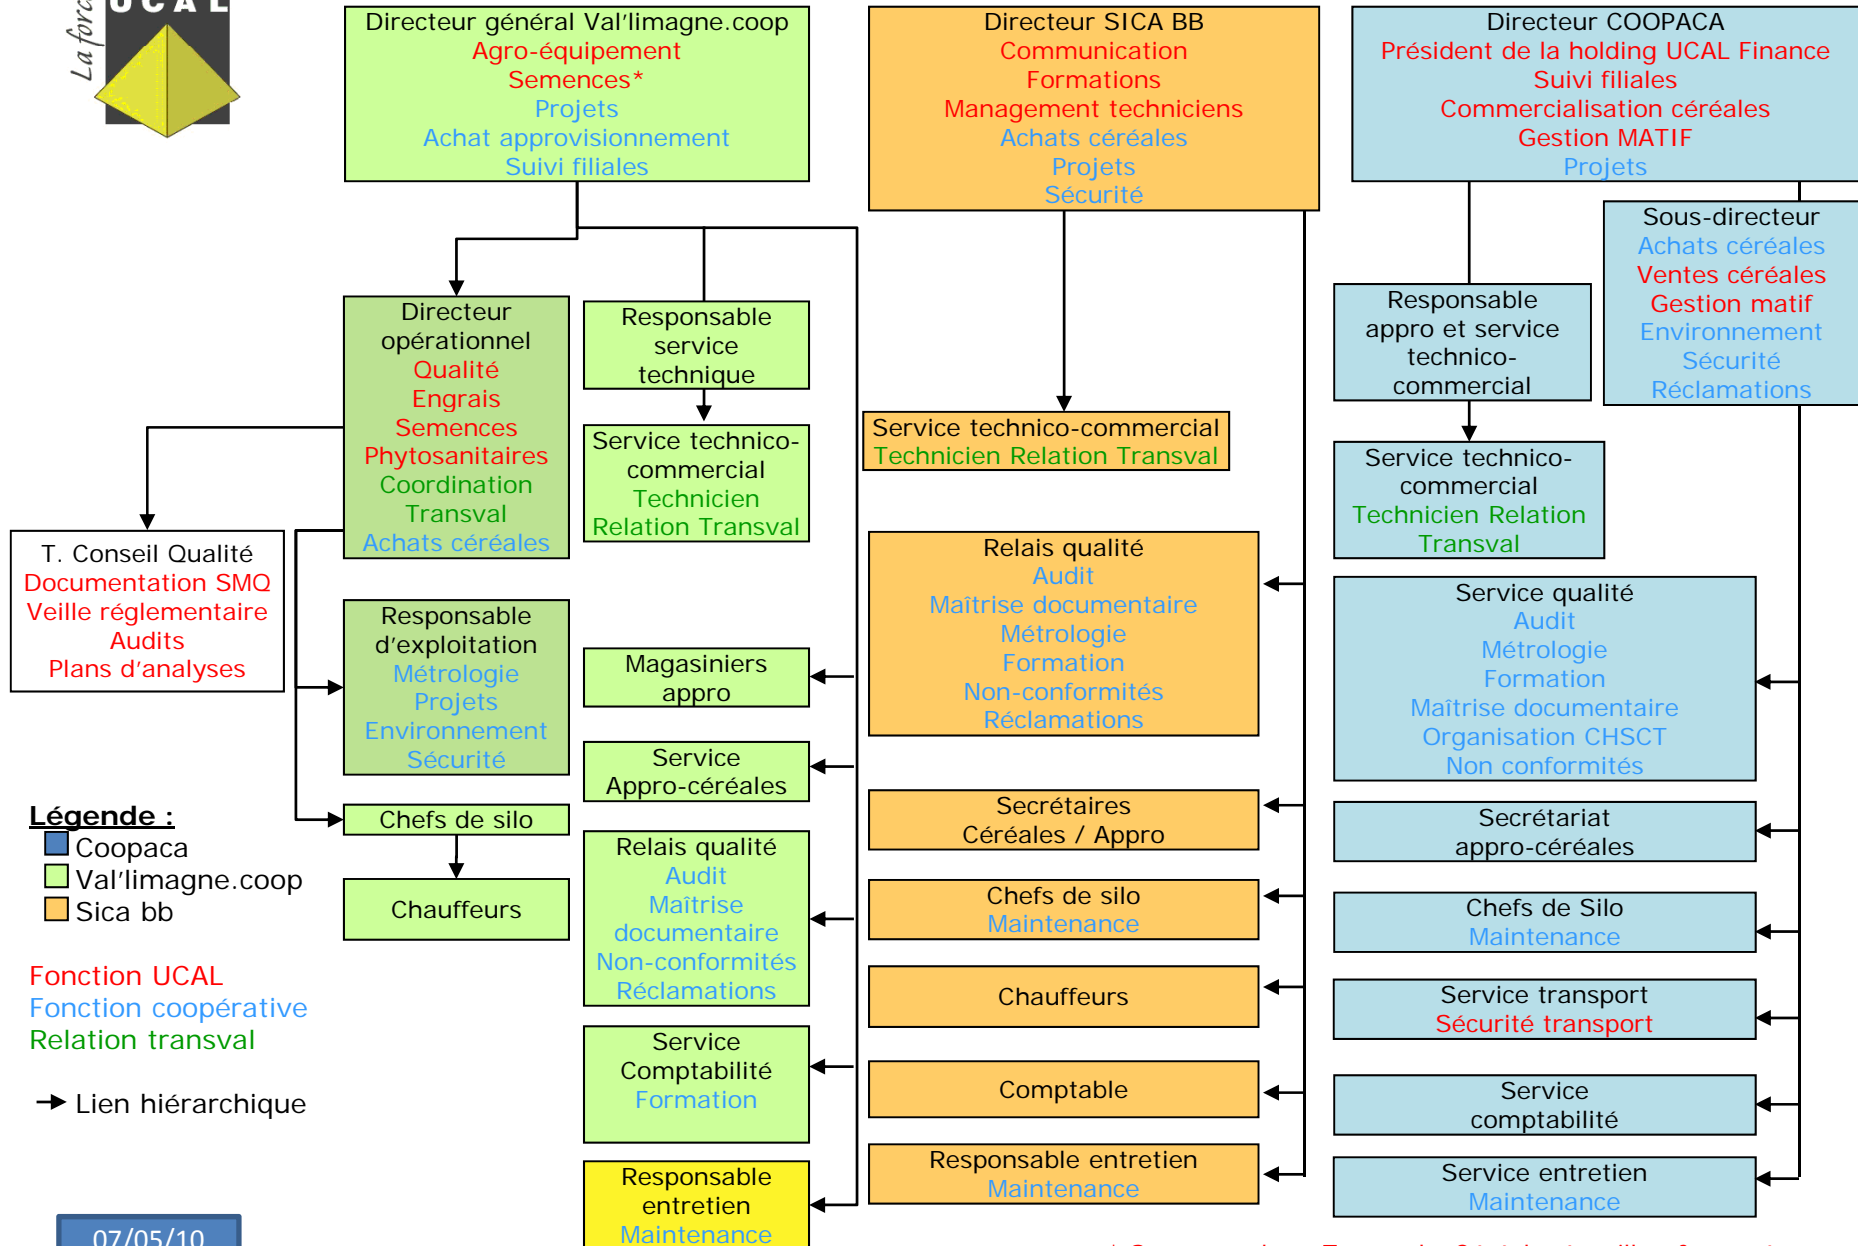 La force
UCAL
Directeur général Val'limagne.coop
Agro-équipement
Semences*
Projets
Achat approvisionnement
Suivi filiales
Directeur SICA BB
Communication
Formations
Management techniciens
Achats céréales
Projets
Sécurité
Directeur COOPACA
Président de la holding UCAL Finance
Suivi filiales
Commercialisation céréales
Gestion MATIF
Projets
Sous-directeur
Achats céréales
Ventes céréales
Gestion matif
Environnement
Sécurité
Réclamations
Directeur
opérationnel
Qualité
Engrais
Semences
Phytosanitaires
Coordination
Transval
Achats céréales
Responsable
service
technique
Service technico-
commercial
Technicien
Relation Transval
Service technico-commercial
Technicien Relation Transval
Responsable
appro et service
technico-
commercial
Service technico-
commercial
Technicien Relation
Transval
T. Conseil Qualité
Documentation SMQ
Veille réglementaire
Audits
Plans d'analyses
Responsable
d'exploitation
Métrologie
Projets
Environnement
Sécurité
Chefs de silo
Chauffeurs
Magasiniers
appro
Service
Appro-céréales
Relais qualité
Audit
Maîtrise
documentaire
Non-conformités
Réclamations
Service
Comptabilité
Formation
Responsable
entretien
Maintenance
Relais qualité
Audit
Maîtrise documentaire
Métrologie
Formation
Non-conformités
Réclamations
Secrétaires
Céréales / Appro
Chefs de silo
Maintenance
Chauffeurs
Comptable
Responsable entretien
Maintenance
Service qualité
Audit
Métrologie
Formation
Maîtrise documentaire
Organisation CHSCT
Non conformités
Secrétariat
appro-céréales
Chefs de Silo
Maintenance
Service transport
Sécurité transport
Service
comptabilité
Service entretien
Maintenance
Légende :
Coopaca
Val'limagne.coop
Sica bb
Fonction UCAL
Fonction coopérative
Relation transval
Lien hiérarchique
07/05/10